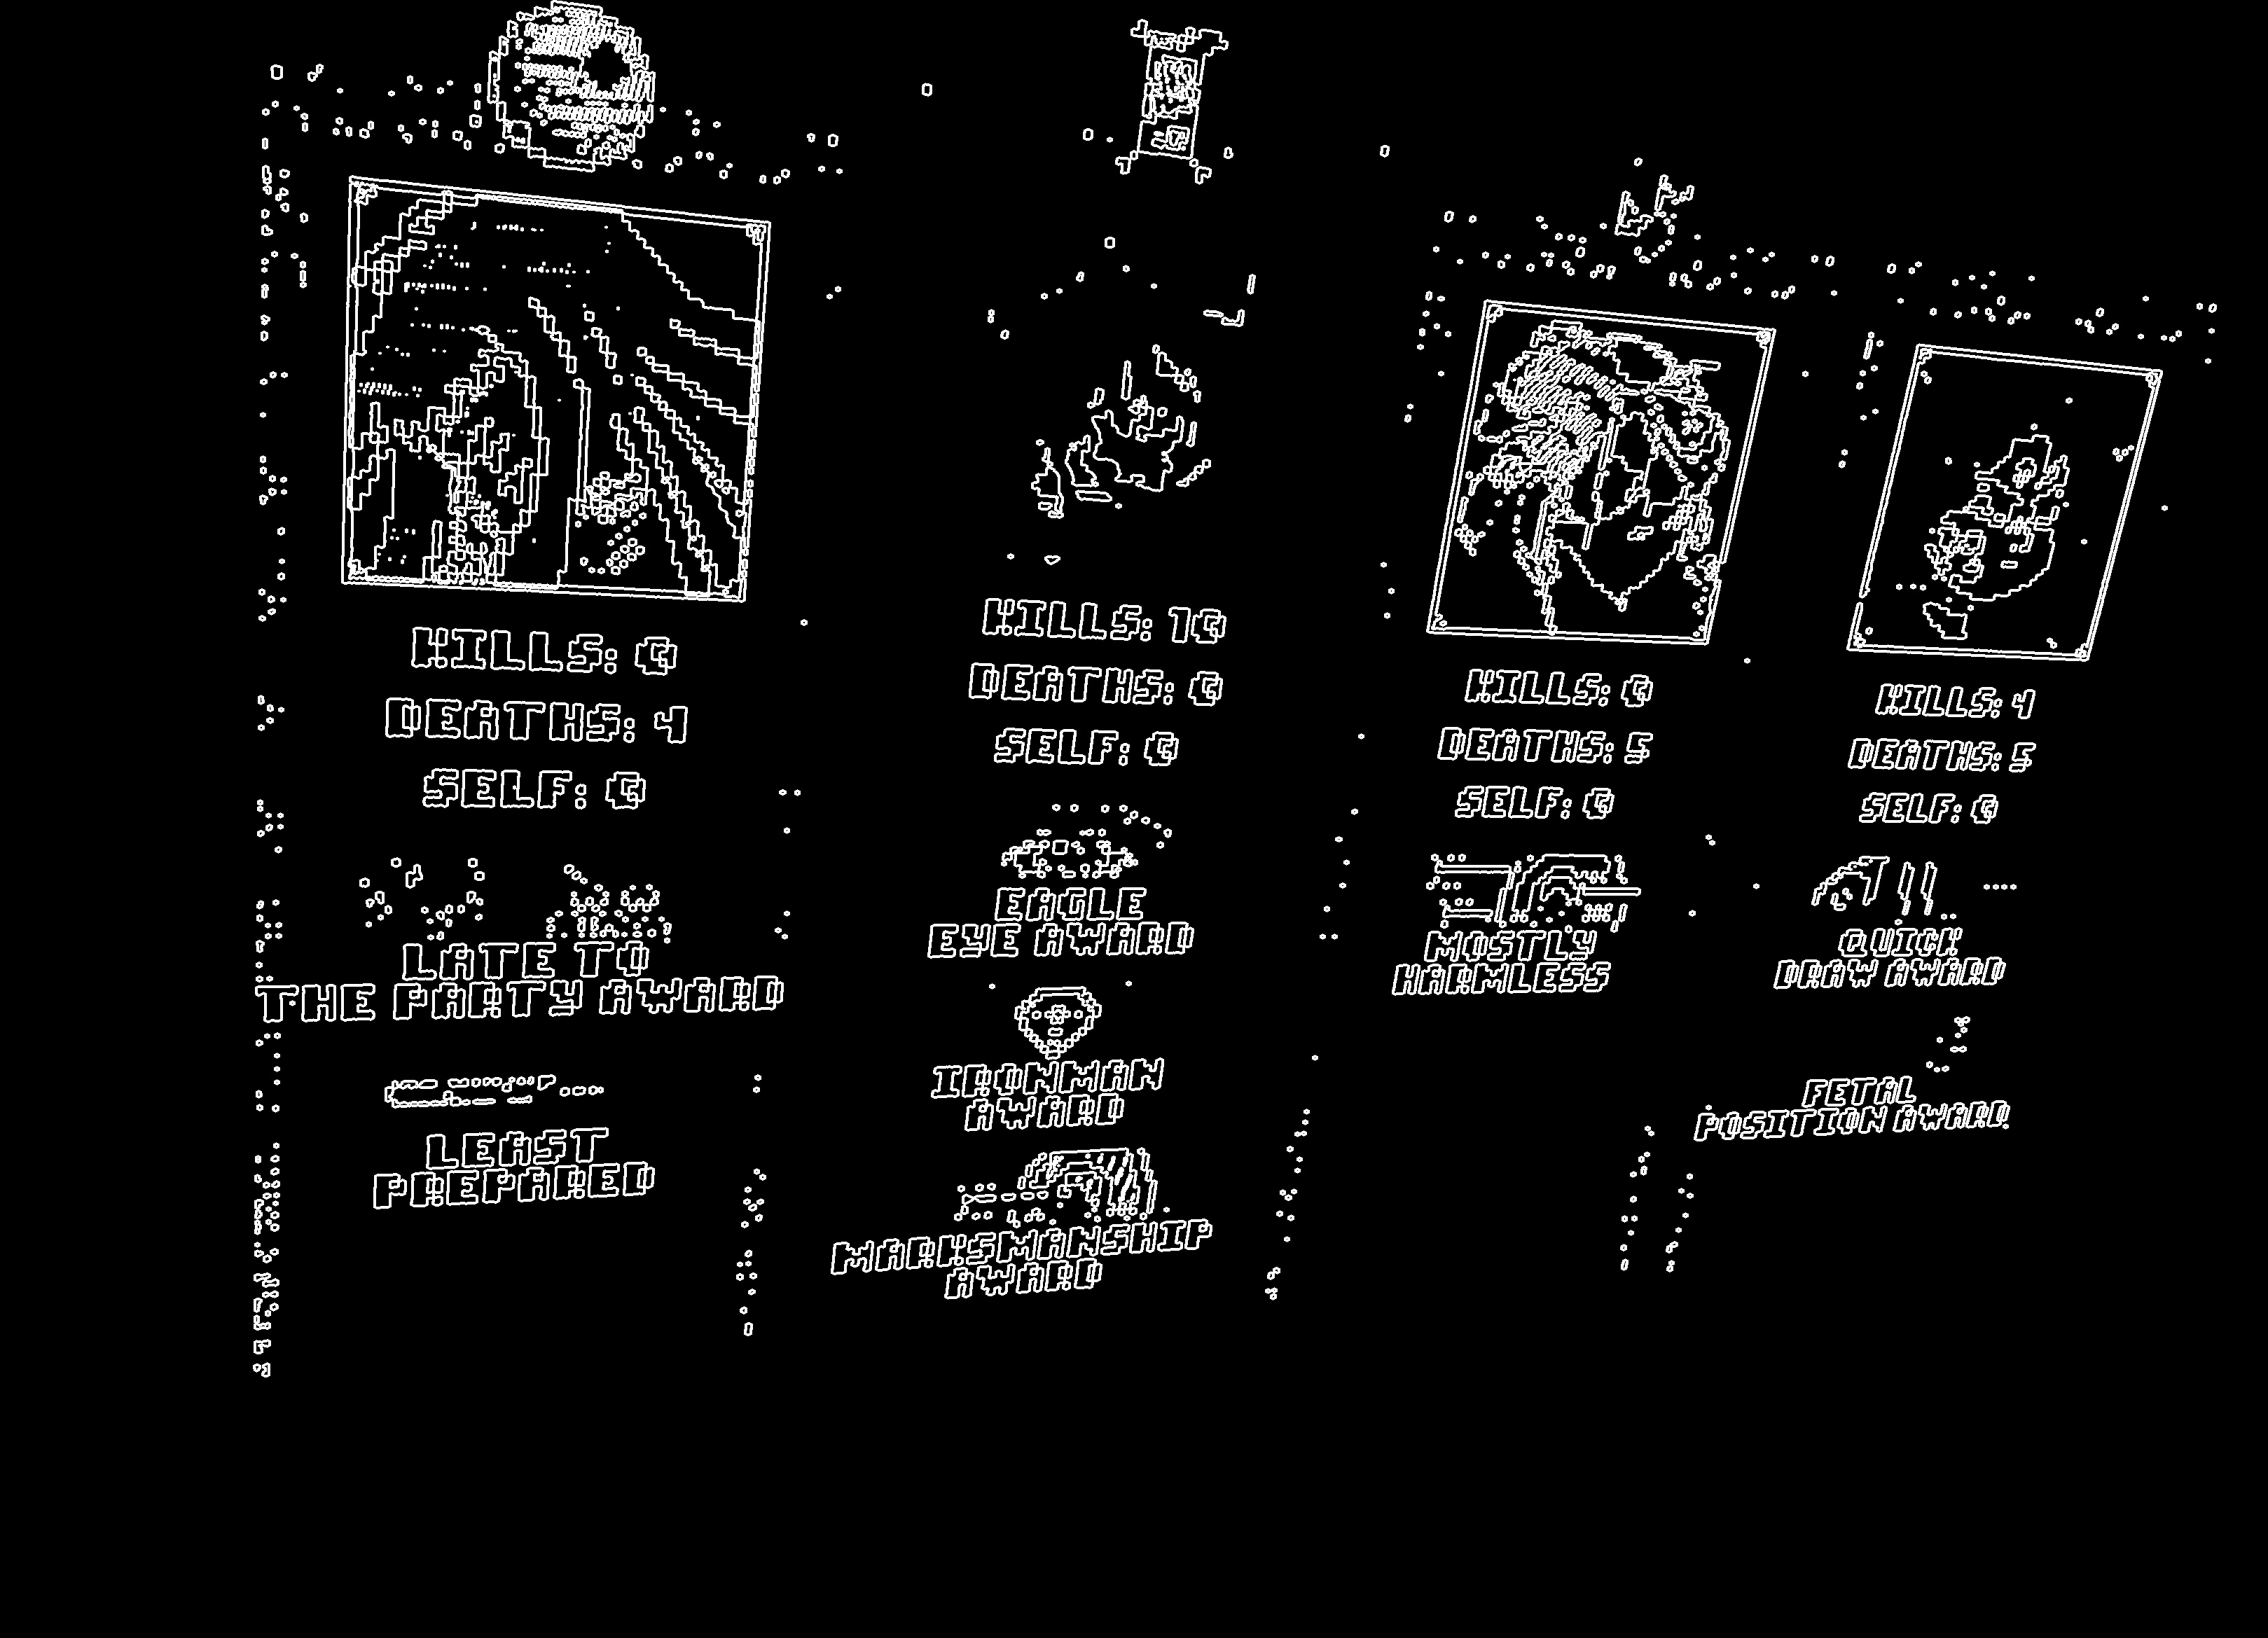 KILLS: 0
DEATHS: 4
SELF: 0
LATE TO
THE PARTY AWARD
LEAST
PREPARED
KILLS: 10
DEATHS: 0
SELF: 0
EAGLE
EYE AWARD
IRONMAN
AWARD
MARKSMANSHIP
AWARD
KILLS: 0
DEATHS: 5
SELF: 0
MOSTLY
HARMLESS
KILLS: 4
DEATHS: 5
SELF: 0
QUICK
DRAW AWARD
FETAL
POSITION AWARD